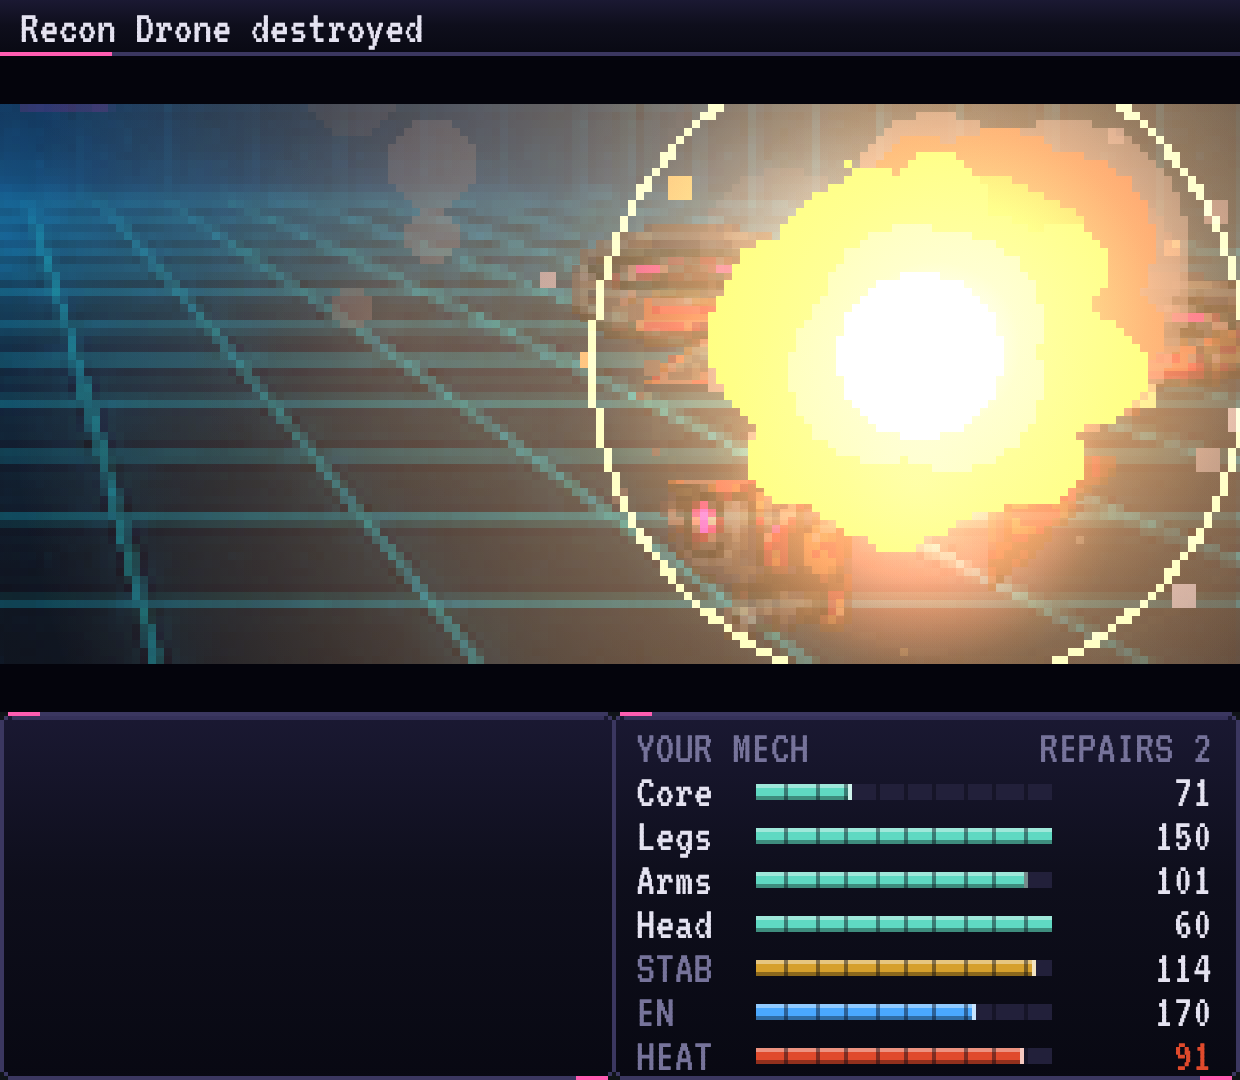 Recon Drone destroyed
YOUR MECH REPAIRS 2
Core 71
Legs 150
Arms 101
Head 60
STAB 114
EN 170
HEAT 91